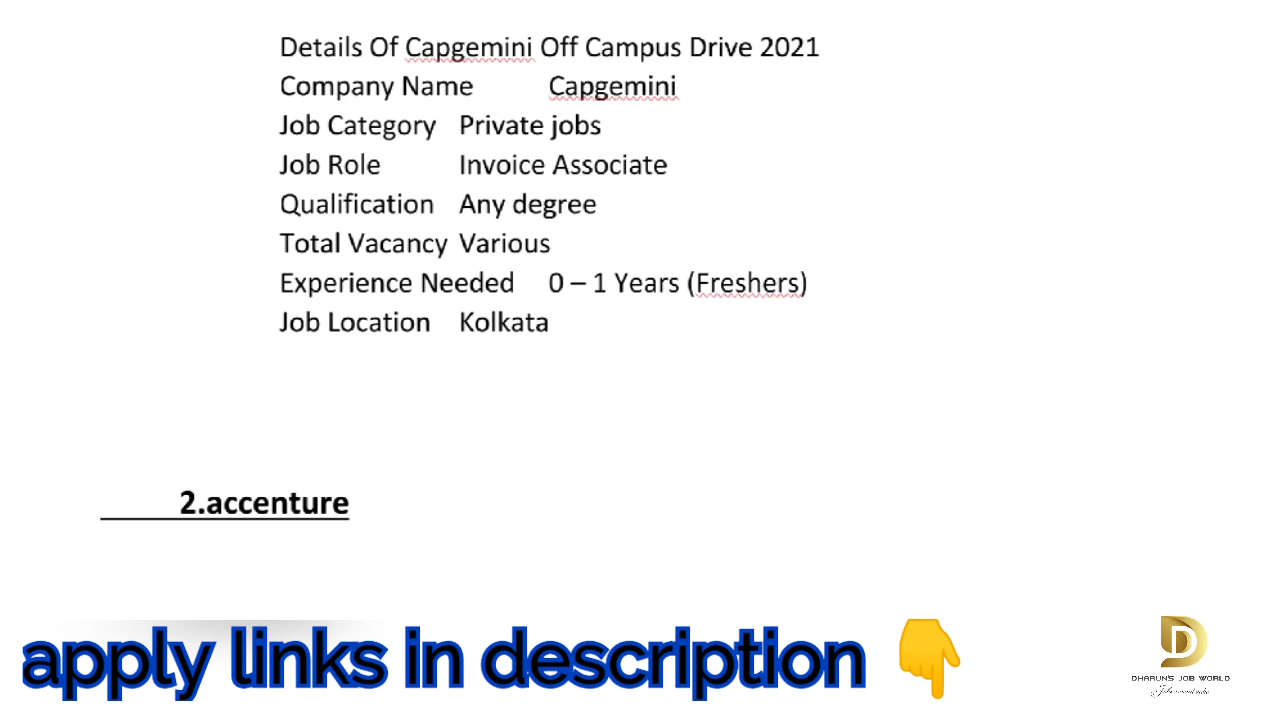 Details Of Capgemini Off Campus Drive 2021
Company Name Capgemini
Job Category Private jobs
Job Role Invoice Associate
Qualification Any degree
Total Vacancy Various
Experience Needed 0 – 1 Years (Freshers)
Job Location Kolkata
2.accenture
apply links in description
D
DHARUN'S JOB WORLD